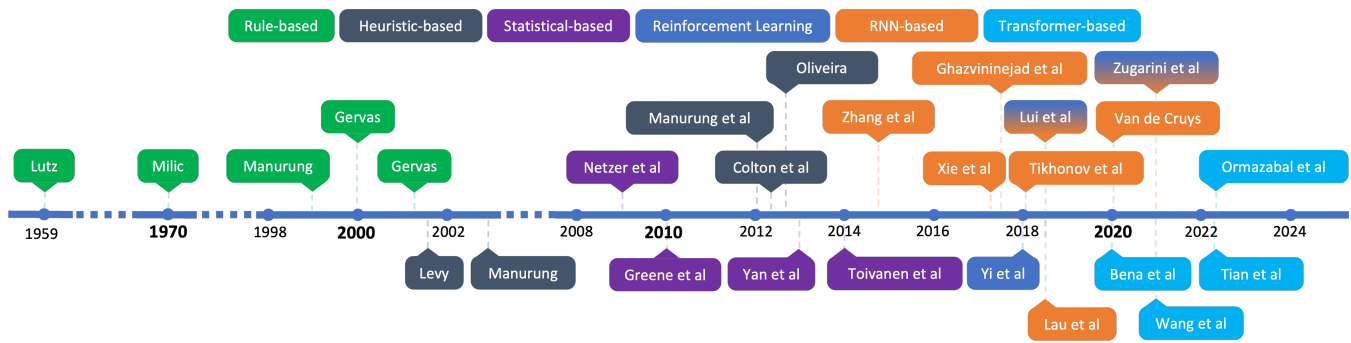 Rule-based Heuristic-based Statistical-based Reinforcement Learning RNN-based Transformer-based
Oliveira Ghazvininejad et al Zugarini et al
Gervas Manurung et al Zhang et al Lui et al Van de Cruys
Lutz Milic Manurung Gervas Netzer et al Colton et al Xie et al Tikhonov et al Ormazabal et al
1959 1970 1998 2000 2002 2008 2010 2012 2014 2016 2018 2020 2022 2024
Levy Manurung Greene et al Yan et al Toivanen et al Yi et al Bena et al Tian et al
Lau et al Wang et al